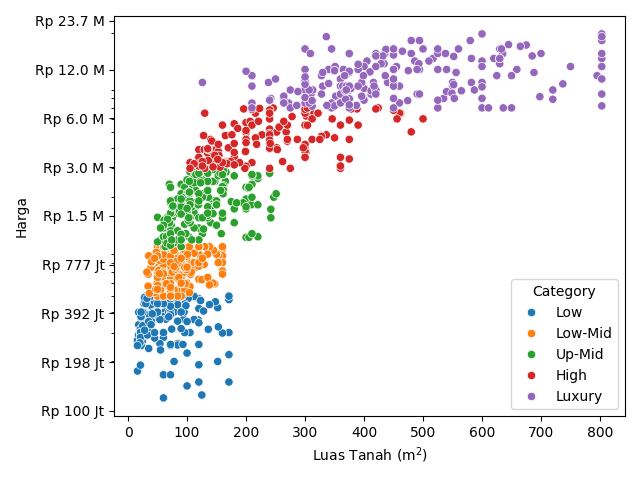 Rp 23.7 M
Rp 12.0 M
Rp 6.0 M
Rp 3.0 M
Rp 1.5 M
Rp 777 Jt
Rp 392 Jt
Rp 198 Jt
Rp 100 Jt
Harga
Category
Low
Low-Mid
Up-Mid
High
Luxury
0 100 200 300 400 500 600 700 800
Luas Tanah (m²)